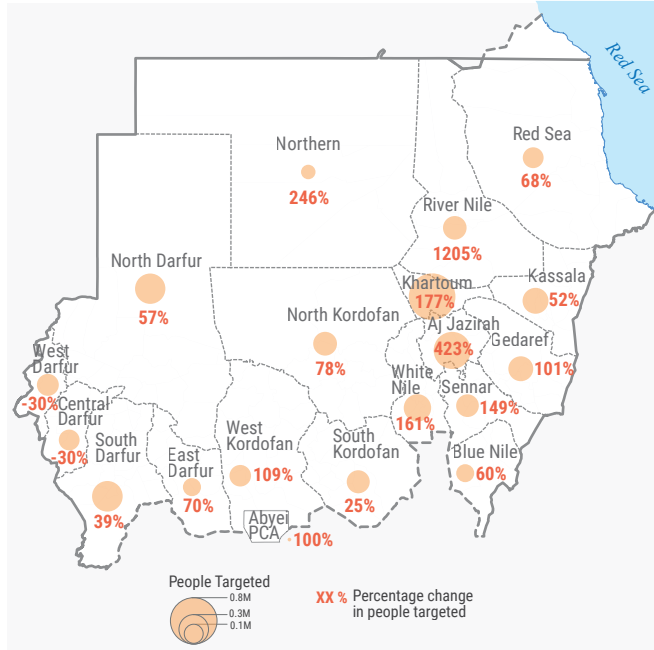 Red Sea
Northern
246%
Red Sea
68%
River Nile
1205%
North Darfur
57%
Khartoum
177%
Kassala
52%
North Kordofan
78%
Aj Jazirah
423%
Gedaref
101%
West
Darfur
-30%
Central
Darfur
-30%
South
Darfur
39%
White
Nile
161%
Sennar
149%
West
Kordofan
109%
East
Darfur
70%
South
Kordofan
25%
Blue Nile
60%
Abyei
PCA
100%
People Targeted
0.8M
0.3M
0.1M
XX % Percentage change
in people targeted